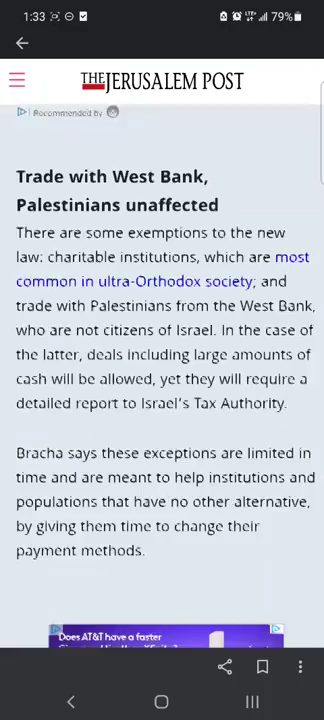 1:33
LTE+
79%
THE JERUSALEM POST
Recommended by
Trade with West Bank,
Palestinians unaffected
There are some exemptions to the new
law: charitable institutions, which are most
common in ultra-Orthodox society; and
trade with Palestinians from the West Bank,
who are not citizens of Israel. In the case of
the latter, deals including large amounts of
cash will be allowed, yet they will require a
detailed report to Israel's Tax Authority.
Bracha says these exceptions are limited in
time and are meant to help institutions and
populations that have no other alternative,
by giving them time to change their
payment methods.
Does AT&T have a faster